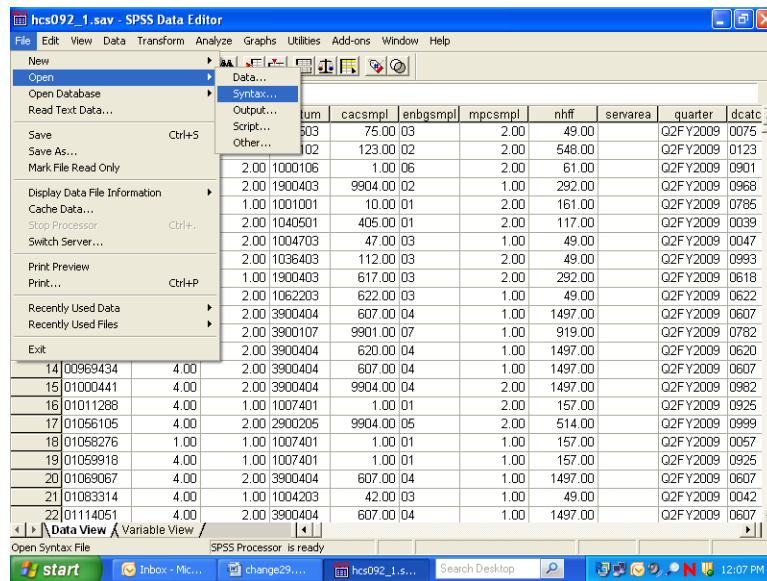 hcs092_1.sav - SPSS Data Editor
File Edit View Data Transform Analyze Graphs Utilities Add-ons Window Help
New
Open
Open Database
Read Text Data...
Save Ctrl+S
Save As...
Mark File Read Only
Display Data File Information
Cache Data...
Stop Processor Ctrl+.
Switch Server...
Print Preview
Print... Ctrl+P
Recently Used Data
Recently Used Files
Exit
Data...
Syntax...
Output...
Script...
Other...
tum cacsmpl enbgsmpl mpcsmpl nhff servarea quarter dcatc
503 75.00 03 2.00 49.00 Q2FY2009 0075
102 123.00 02 2.00 548.00 Q2FY2009 0123
2.00 1000106 1.00 06 2.00 61.00 Q2FY2009 0901
2.00 1900403 9904.00 02 1.00 292.00 Q2FY2009 0968
1.00 1001001 10.00 01 2.00 161.00 Q2FY2009 0785
2.00 1040501 405.00 01 2.00 117.00 Q2FY2009 0039
2.00 1004703 47.00 03 1.00 49.00 Q2FY2009 0047
2.00 1036403 112.00 03 2.00 49.00 Q2FY2009 0993
1.00 1900403 617.00 03 2.00 292.00 Q2FY2009 0618
2.00 1062203 622.00 03 1.00 49.00 Q2FY2009 0622
2.00 3900404 607.00 04 1.00 1497.00 Q2FY2009 0607
2.00 3900107 9901.00 07 1.00 919.00 Q2FY2009 0782
2.00 3900404 620.00 04 1.00 1497.00 Q2FY2009 0620
14 00969434 4.00 2.00 3900404 607.00 04 1.00 1497.00 Q2FY2009 0607
15 01000441 4.00 2.00 3900404 9904.00 04 2.00 1497.00 Q2FY2009 0982
16 01011288 4.00 1.00 1007401 1.00 01 2.00 157.00 Q2FY2009 0925
17 01056105 4.00 2.00 2900205 9904.00 05 2.00 514.00 Q2FY2009 0999
18 01058276 1.00 1.00 1007401 1.00 01 1.00 157.00 Q2FY2009 0057
19 01059918 4.00 1.00 1007401 1.00 01 1.00 157.00 Q2FY2009 0925
20 01069067 4.00 2.00 3900404 607.00 04 1.00 1497.00 Q2FY2009 0607
21 01083314 4.00 1.00 1004203 42.00 03 1.00 49.00 Q2FY2009 0042
22 01114051 4.00 2.00 3900404 607.00 04 1.00 1497.00 Q2FY2009 0607
Data View Variable View
Open Syntax File SPSS Processor is ready
start Inbox - Mic... change29.... hcs092_1.s... Search Desktop 12:07 PM